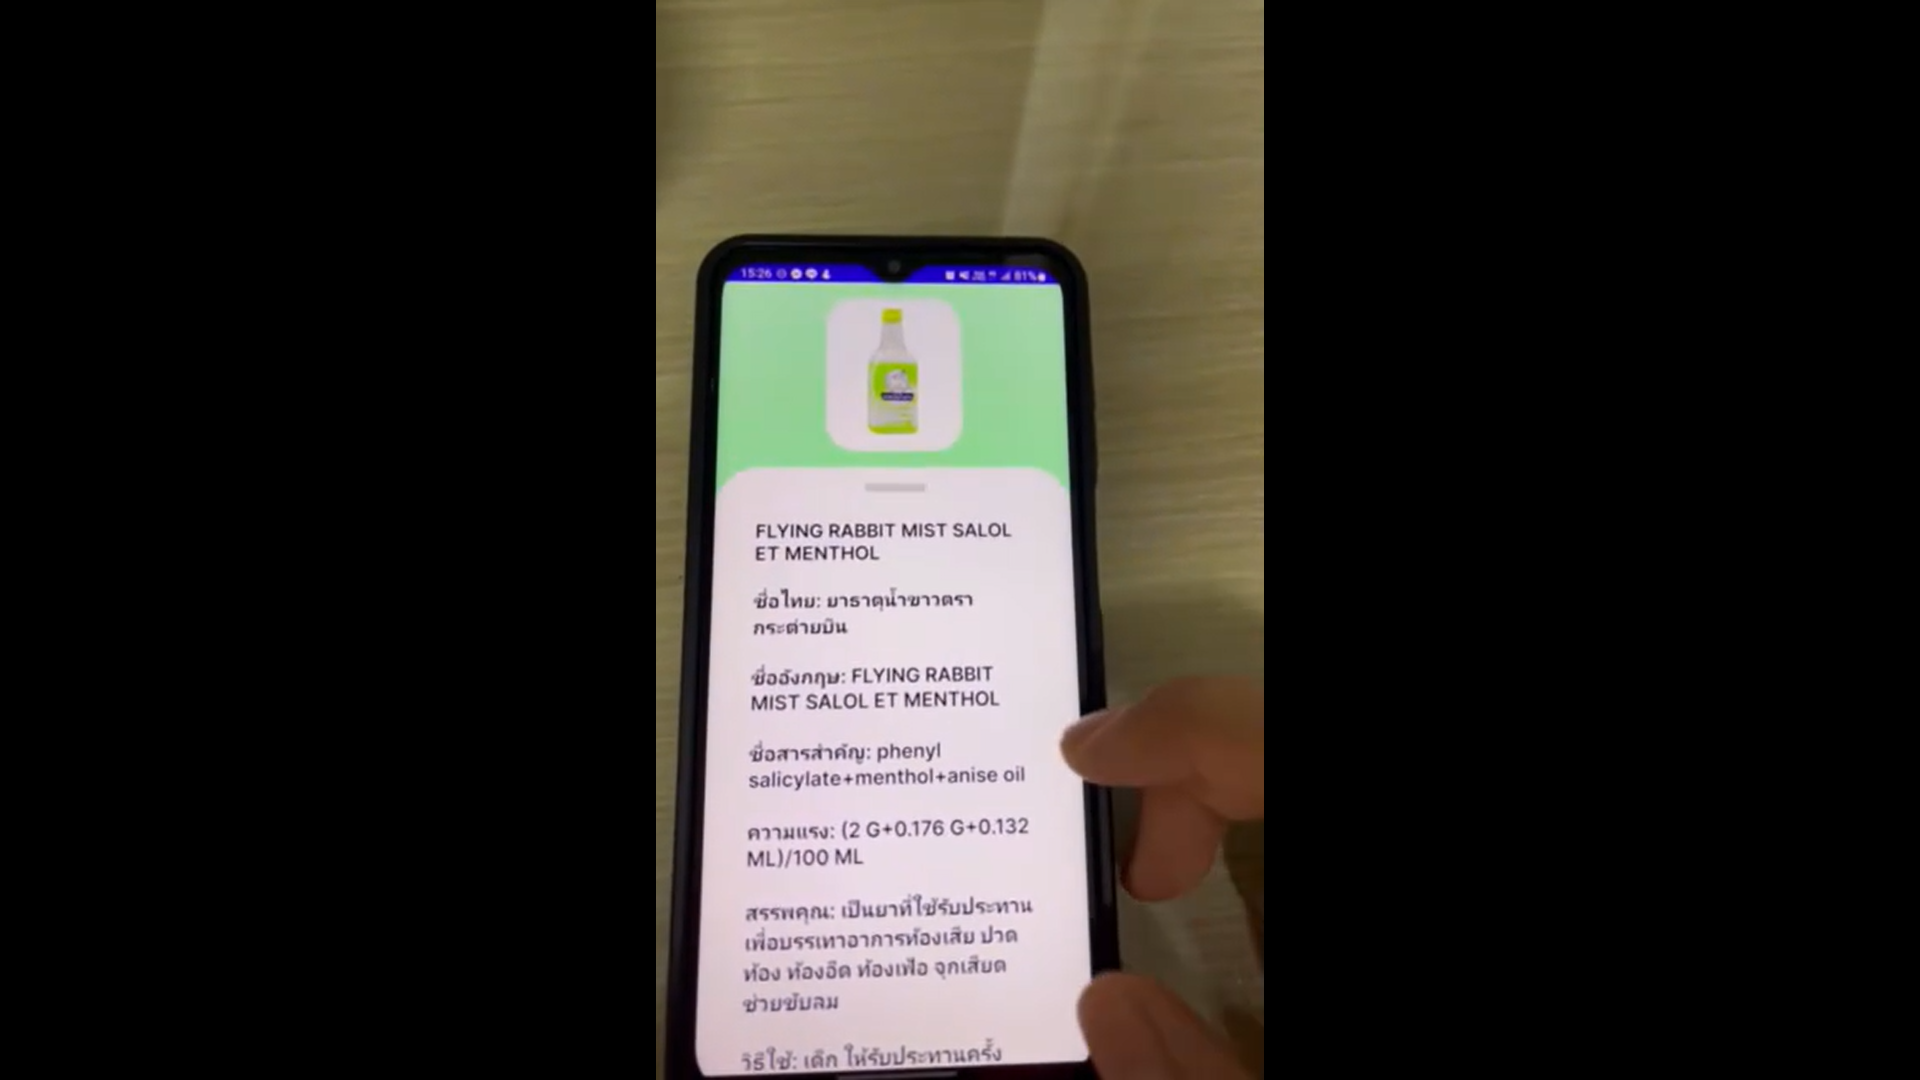 15:26
81%
FLYING RABBIT MIST SALOL
ET MENTHOL
ชื่อไทย: ยาธาตุน้ำขาวตรา
กระต่ายบิน
ชื่ออังกฤษ: FLYING RABBIT
MIST SALOL ET MENTHOL
ชื่อสารสำคัญ: phenyl
salicylate+menthol+anise oil
ความแรง: (2 G+0.176 G+0.132
ML)/100 ML
สรรพคุณ: เป็นยาที่ใช้รับประทาน
เพื่อบรรเทาอาการท้องเสีย ปวด
ท้อง ท้องอืด ท้องเฟ้อ จุกเสียด
ช่วยขับลม
วิธีใช้: เด็ก ให้รับประทานครั้ง